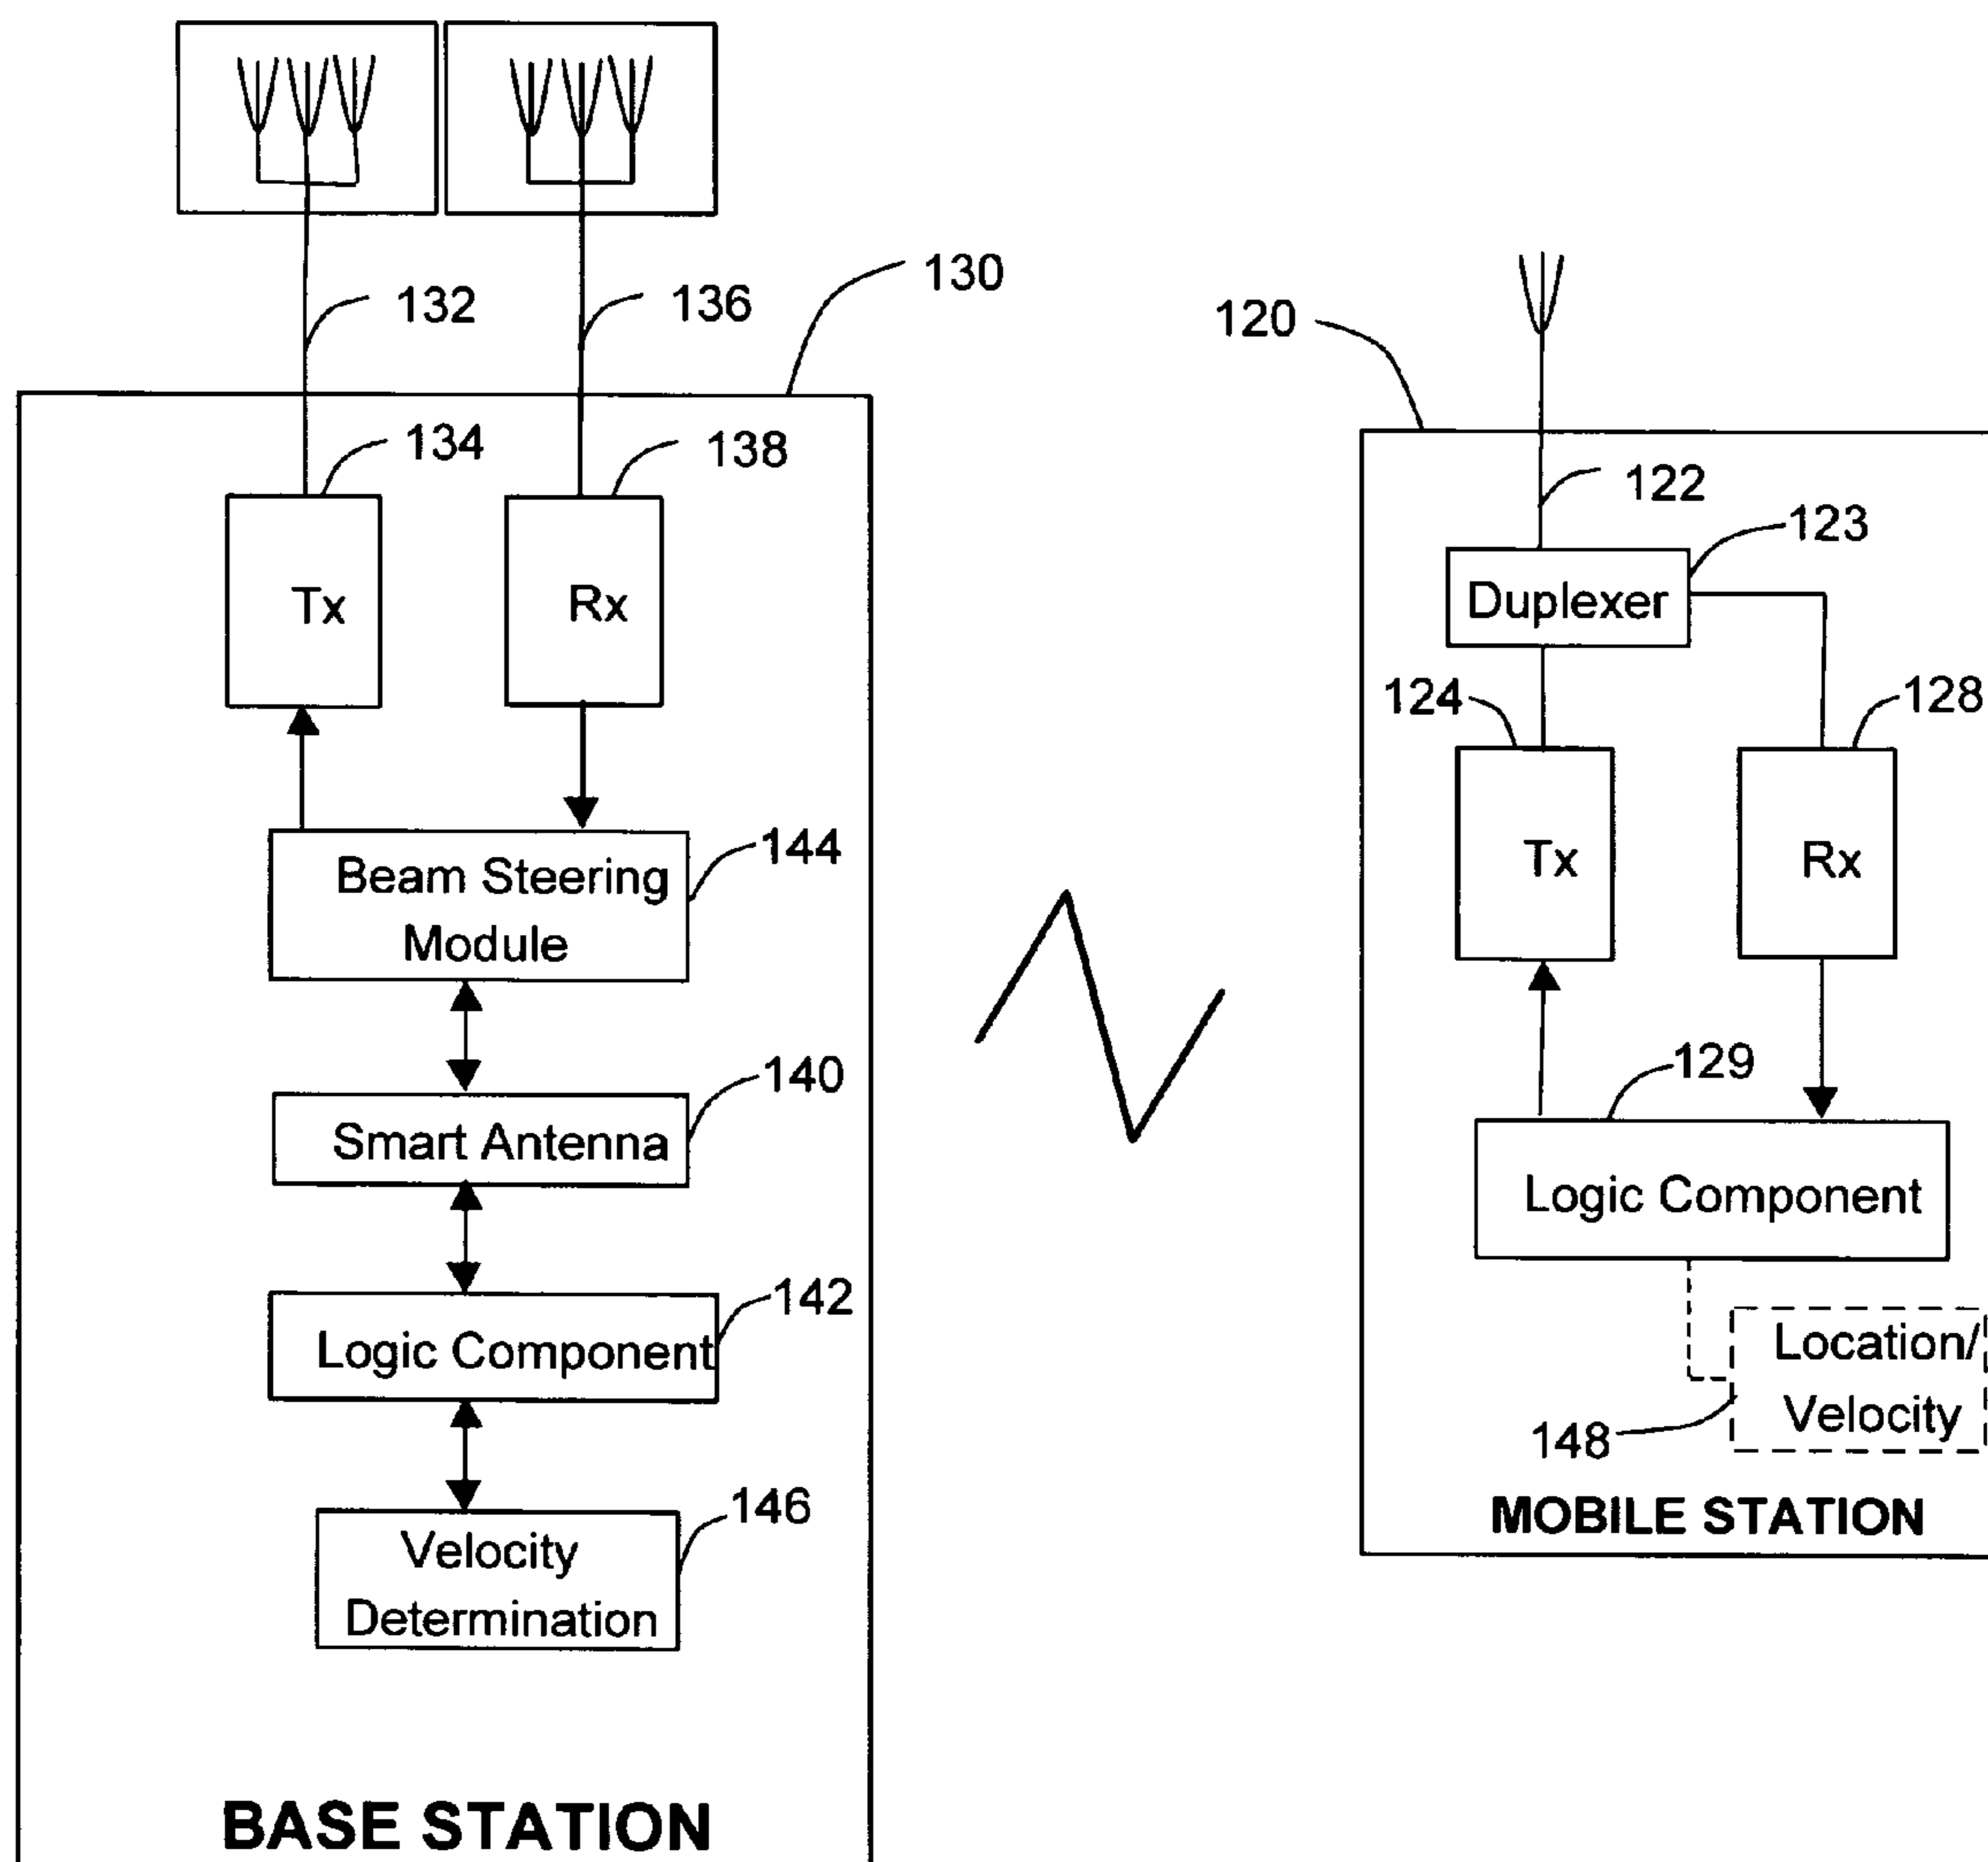 130
132
136
120
134
138
122
123
Tx
Rx
Duplexer
124
128
144
Beam Steering
Module
Tx
Rx
140
129
Smart Antenna
Logic Component
142
Logic Component
Location/
Velocity
148
146
Velocity
Determination
MOBILE STATION
BASE STATION